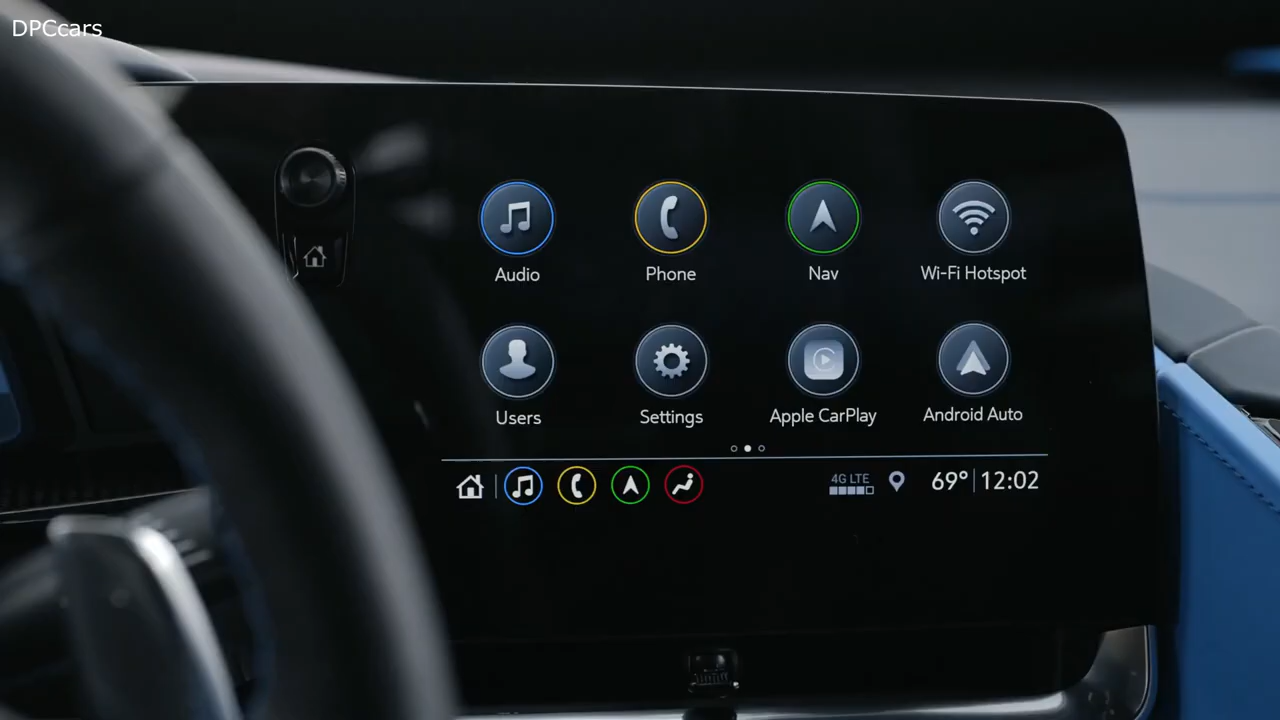 DPCcars
Audio
Phone
Nav
Wi-Fi Hotspot
Users
Settings
Apple CarPlay
Android Auto
4G LTE
69° 12:02